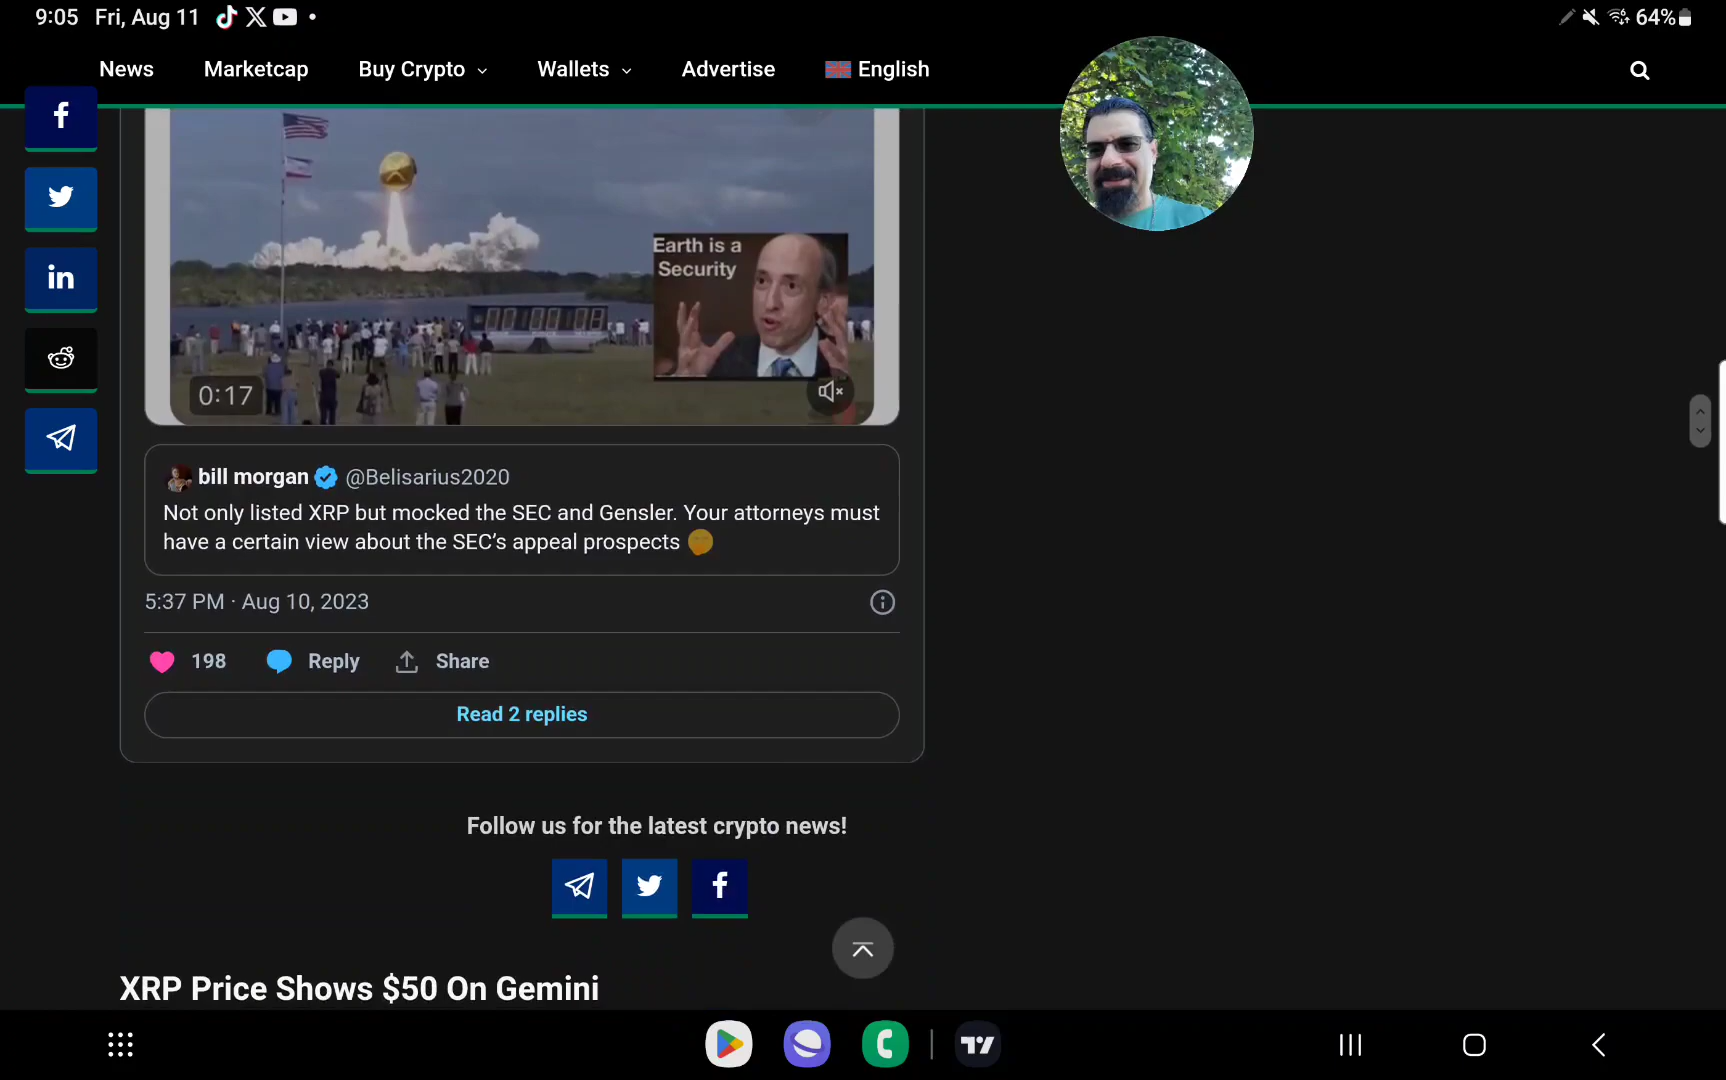 9:05 Fri, Aug 11
64%
News Marketcap Buy Crypto Wallets Advertise English
Earth is a
Security
0:17
bill morgan @Belisarius2020
Not only listed XRP but mocked the SEC and Gensler. Your attorneys must
have a certain view about the SEC’s appeal prospects
5:37 PM · Aug 10, 2023
198 Reply Share
Read 2 replies
Follow us for the latest crypto news!
XRP Price Shows $50 On Gemini